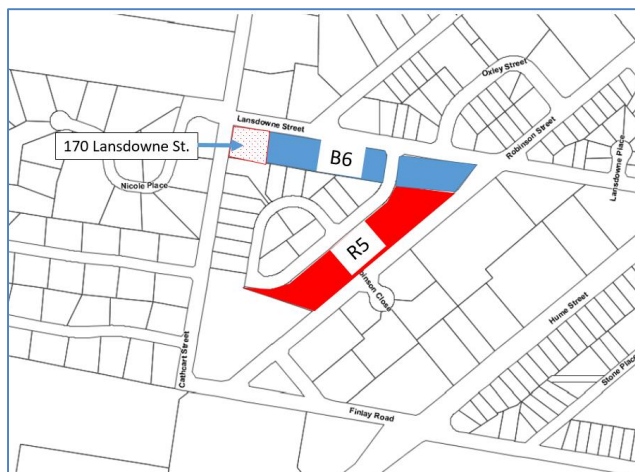 Oxley Street
Lansdowne Street
Robinson Street
170 Lansdowne St.
B6
Lansdowne Place
Nicole Place
R5
binson Close
Hume Street
Cathcart Street
Stone Place
Finlay Road